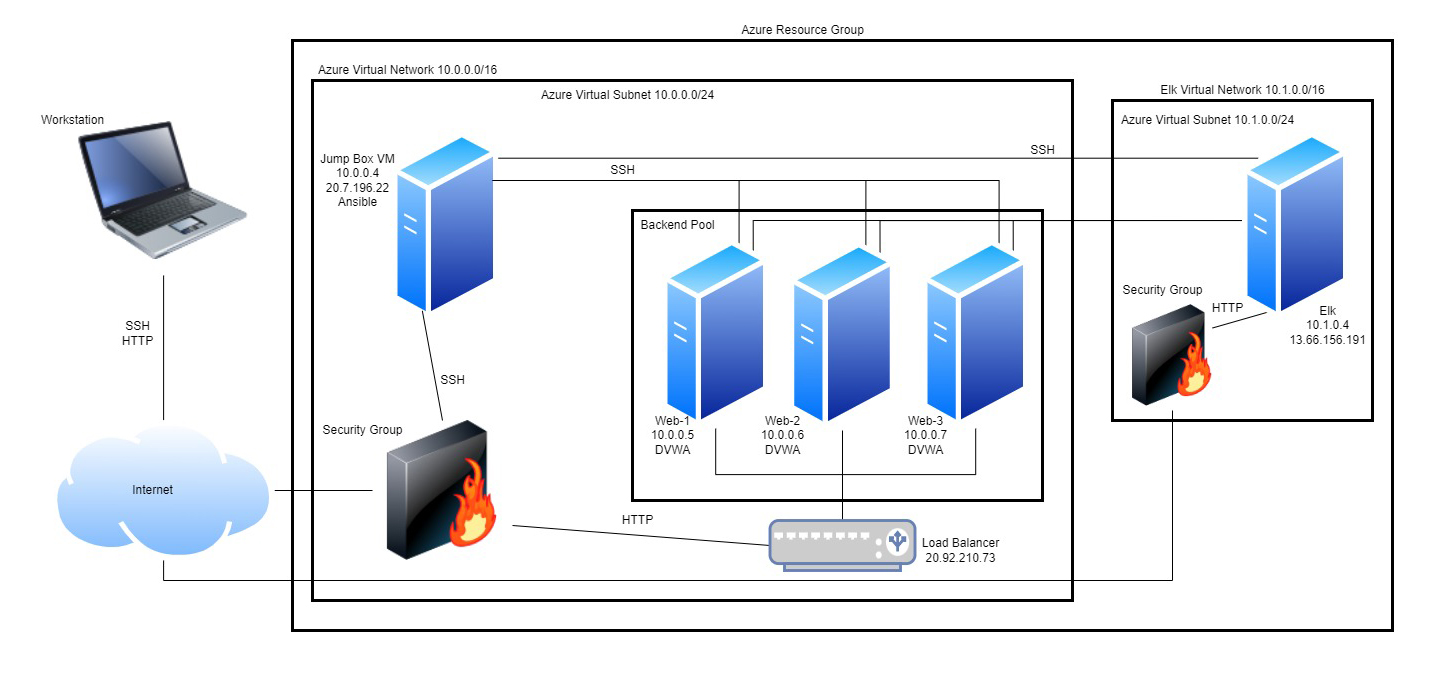 Azure Resource Group
Azure Virtual Network 10.0.0.0/16
Azure Virtual Subnet 10.0.0.0/24
Elk Virtual Network 10.1.0.0/16
Azure Virtual Subnet 10.1.0.0/24
Workstation
Jump Box VM
10.0.0.4
20.7.196.22
Ansible
SSH
SSH
Backend Pool
Security Group
HTTP
Elk
10.1.0.4
13.66.156.191
SSH
HTTP
SSH
Security Group
Web-1
10.0.0.5
DVWA
Web-2
10.0.0.6
DVWA
Web-3
10.0.0.7
DVWA
Internet
HTTP
Load Balancer
20.92.210.73